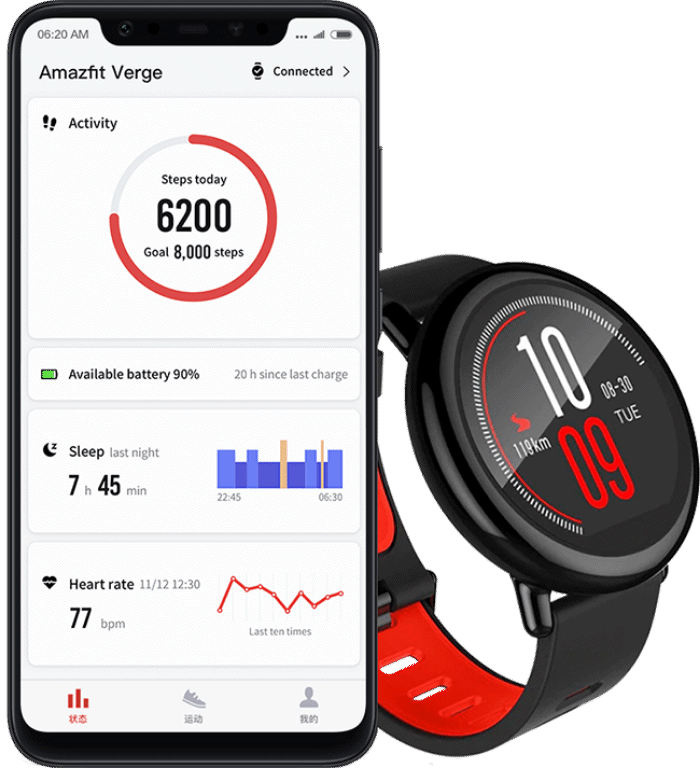 06:20 AM
Amazfit Verge
Connected
Activity
Steps today
6200
Goal 8,000 steps
Available battery 90%
20 h since last charge
Sleep last night
7 h 45 min
22:45
06:30
Heart rate 11/12 12:30
77 bpm
Last ten times
状态
运动
我的
10
08-30
TUE
119km
09